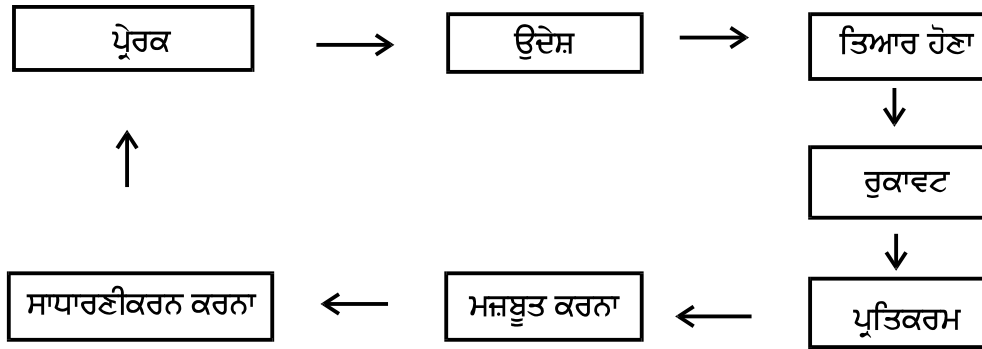 ਪ੍ਰੇਰਕ
ਉਦੇਸ਼
ਤਿਆਰ ਹੋਣਾ
ਰੁਕਾਵਟ
ਪ੍ਰਤਿਕਰਮ
ਮਜ਼ਬੂਤ ਕਰਨਾ
ਸਾਧਾਰਣੀਕਰਨ ਕਰਨਾ